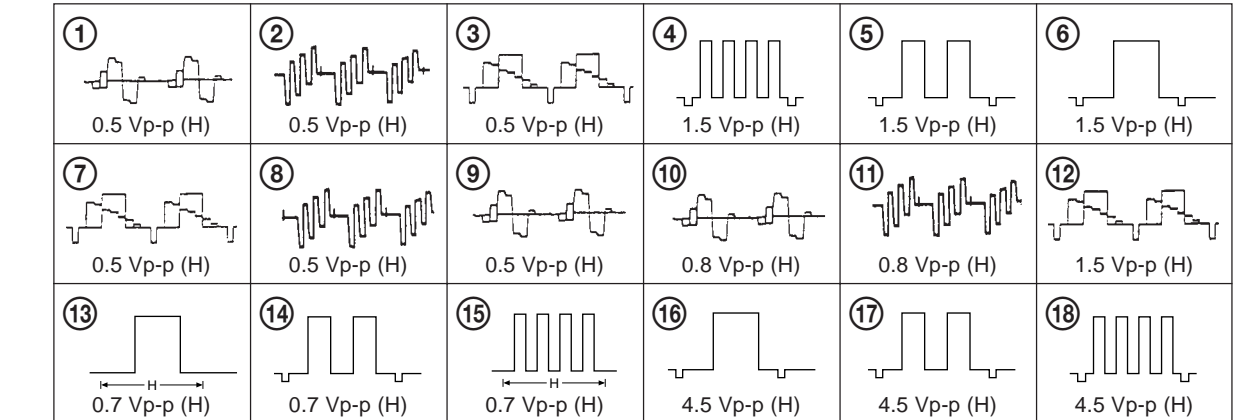 ① ② ③ ④ ⑤ ⑥
0.5 Vp-p (H) 0.5 Vp-p (H) 0.5 Vp-p (H) 1.5 Vp-p (H) 1.5 Vp-p (H) 1.5 Vp-p (H)
⑦ ⑧ ⑨ ⑩ ⑪ ⑫
0.5 Vp-p (H) 0.5 Vp-p (H) 0.5 Vp-p (H) 0.8 Vp-p (H) 0.8 Vp-p (H) 1.5 Vp-p (H)
⑬ ⑭ ⑮ ⑯ ⑰ ⑱
H H
0.7 Vp-p (H) 0.7 Vp-p (H) 0.7 Vp-p (H) 4.5 Vp-p (H) 4.5 Vp-p (H) 4.5 Vp-p (H)